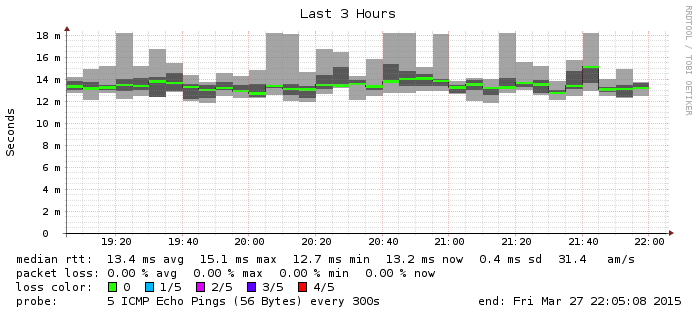 Last 3 Hours
RRDTOOL / TOBI OETIKER
Seconds
18 m
16 m
14 m
12 m
10 m
8 m
6 m
4 m
2 m
0
19:20 19:40 20:00 20:20 20:40 21:00 21:20 21:40 22:00
median rtt: 13.4 ms avg 15.1 ms max 12.7 ms min 13.2 ms now 0.4 ms sd 31.4 am/s
packet loss: 0.00 % avg 0.00 % max 0.00 % min 0.00 % now
loss color: 0 1/5 2/5 3/5 4/5
probe: 5 ICMP Echo Pings (56 Bytes) every 300s end: Fri Mar 27 22:05:08 2015